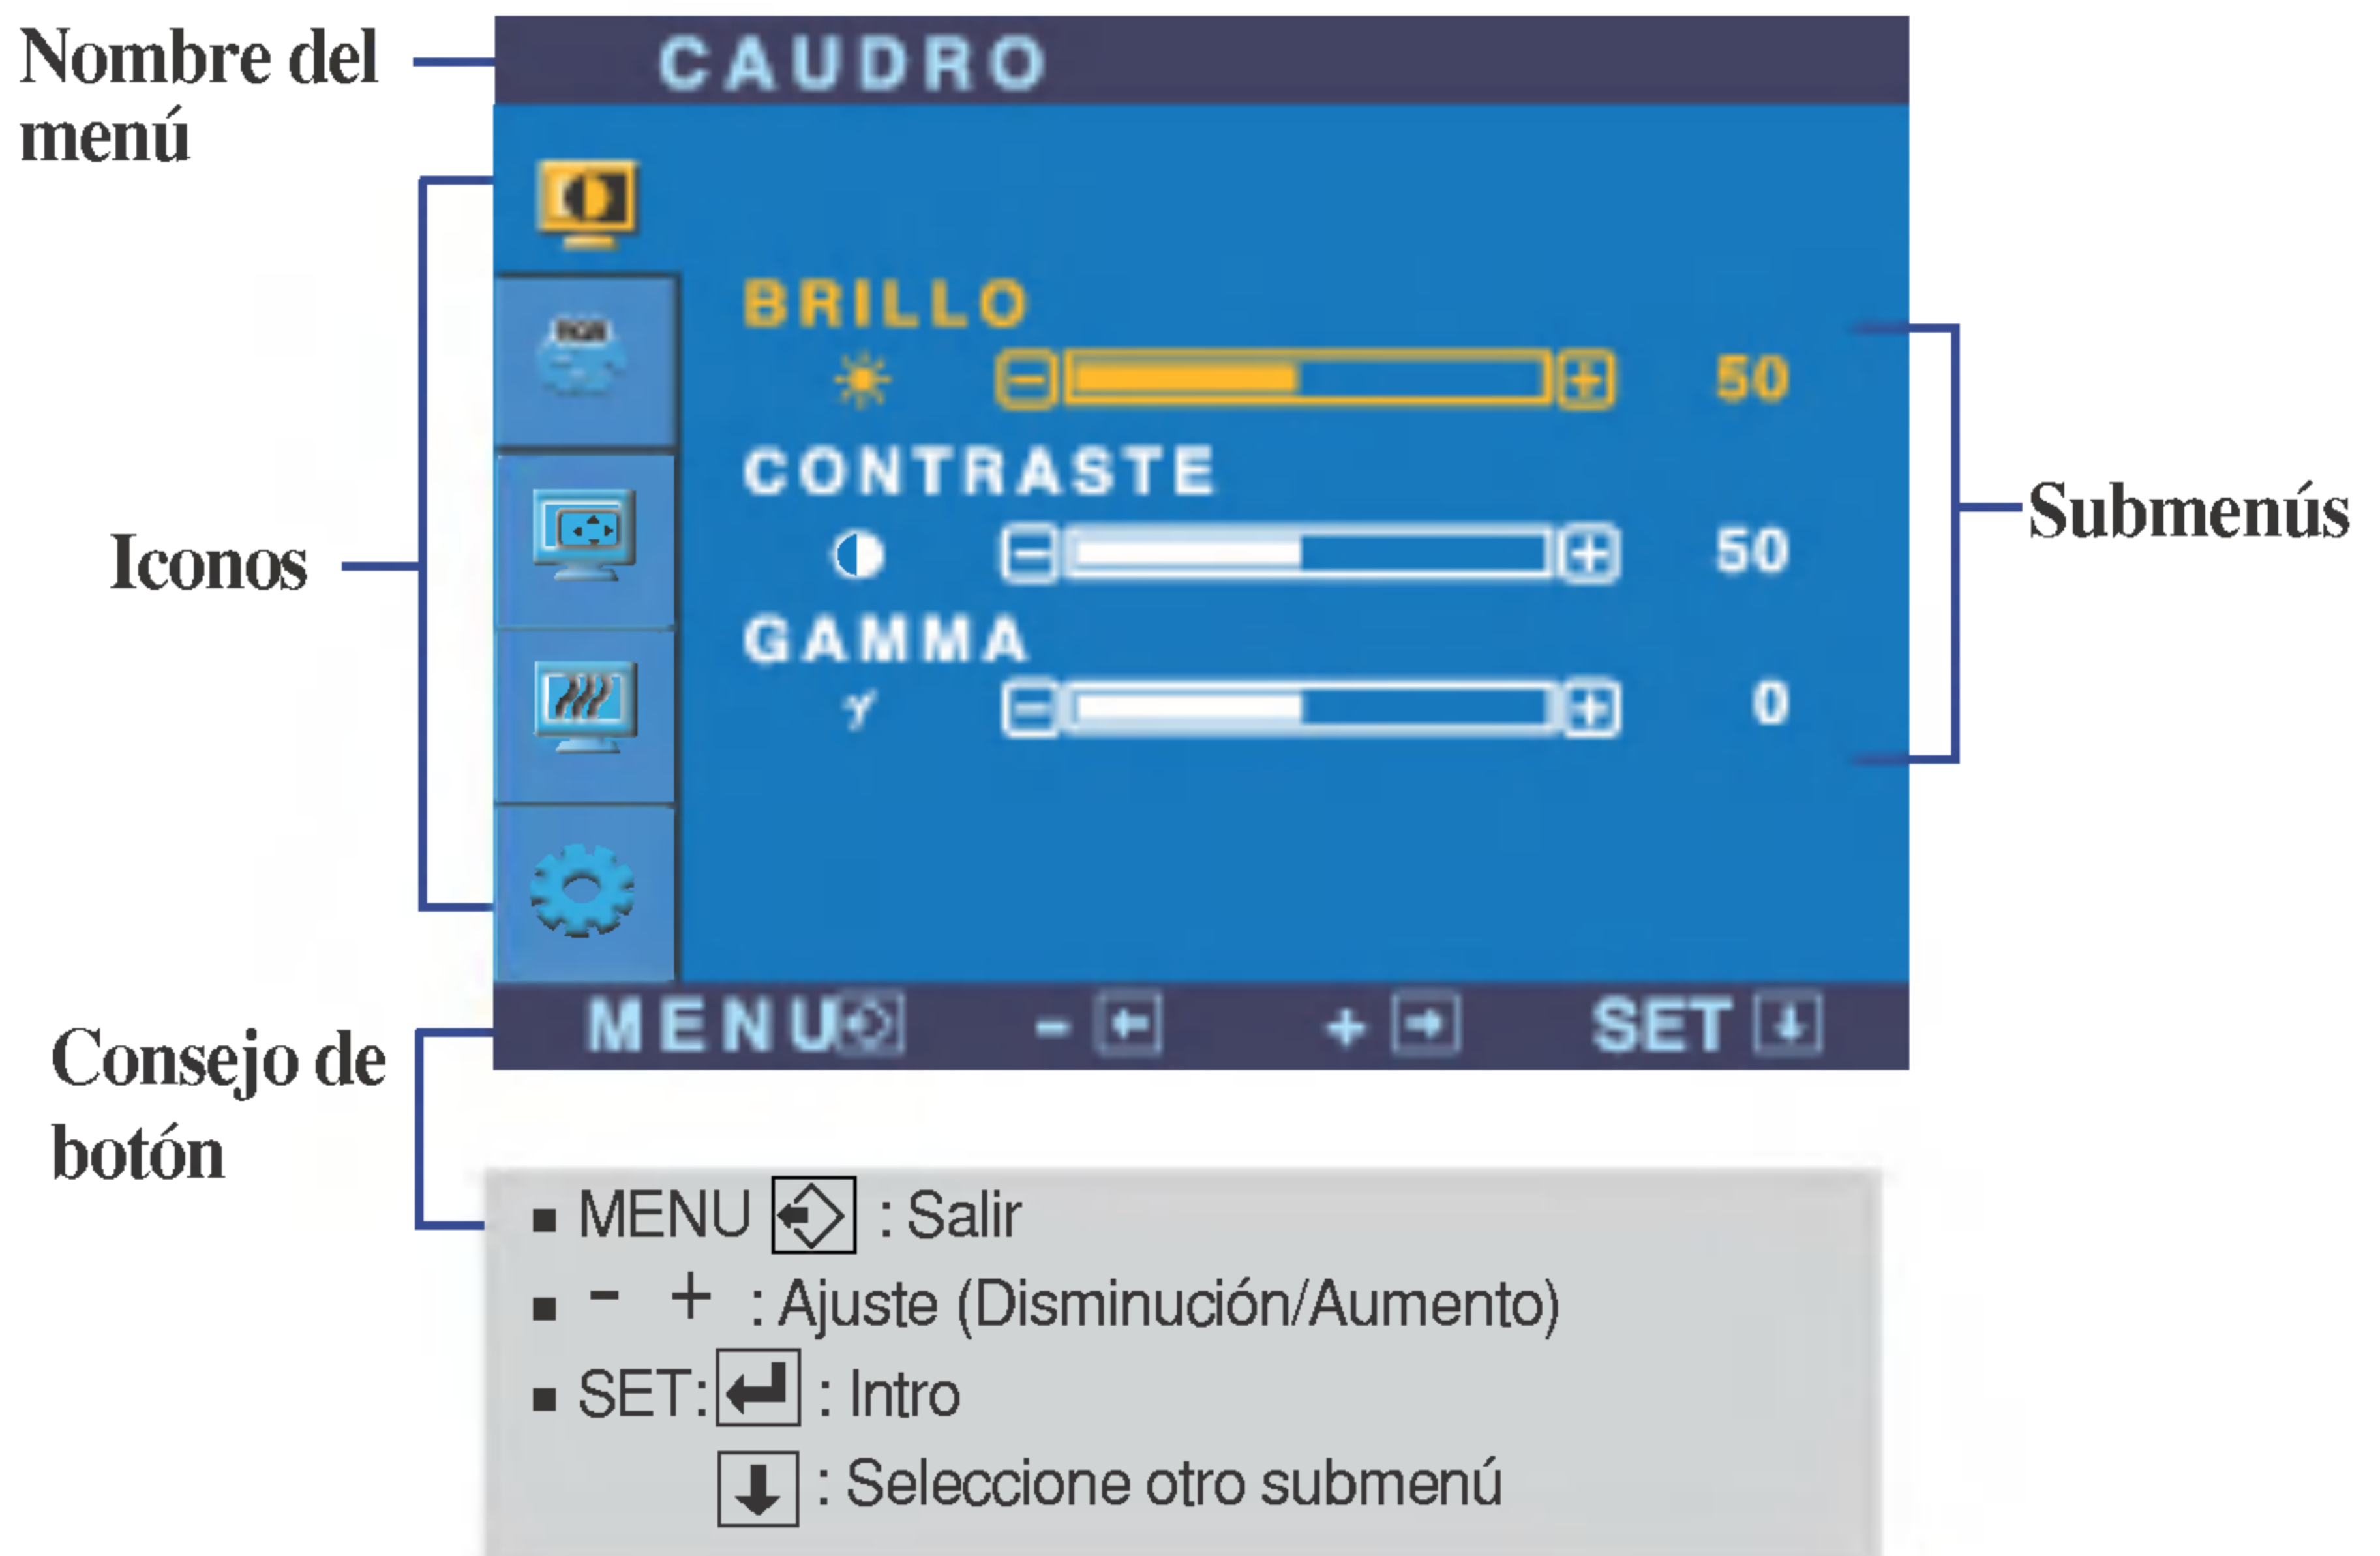 Nombre del
menú
CAUDRO
BRILLO
50
CONTRASTE
50
GAMMA
γ
0
Iconos
Submenús
MENU - + SET
Consejo de
botón
▪ MENU : Salir
▪ - + : Ajuste (Disminución/Aumento)
▪ SET: : Intro
: Seleccione otro submenú